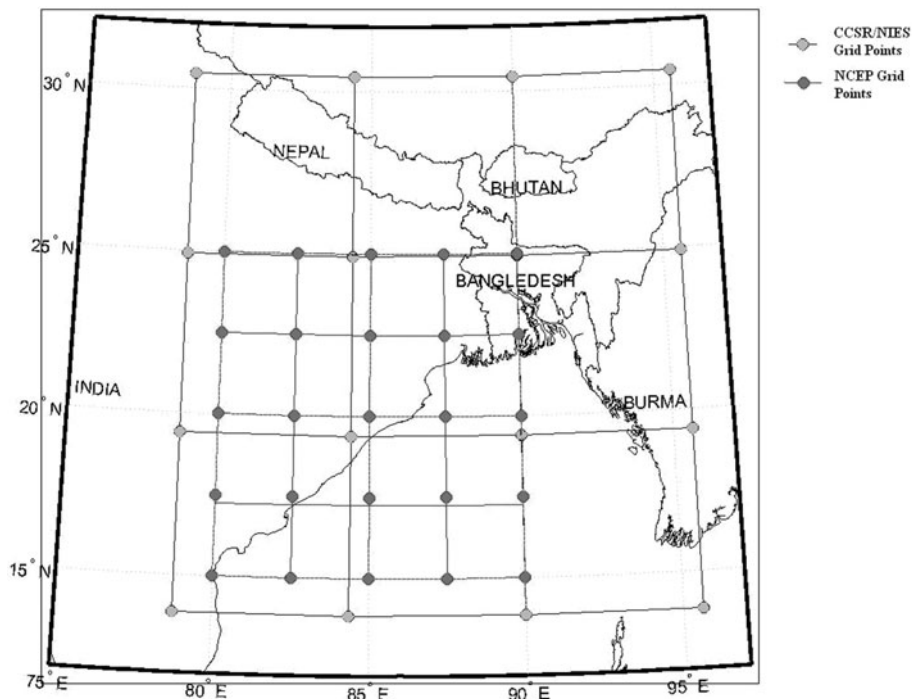 CCSR/NIES
Grid Points
NCEP Grid
Points
30° N
NEPAL
BHUTAN
25° N
BANGLEDESH
INDIA
20° N
BURMA
15° N
75° E
80° E
85° E
90° E
95° E